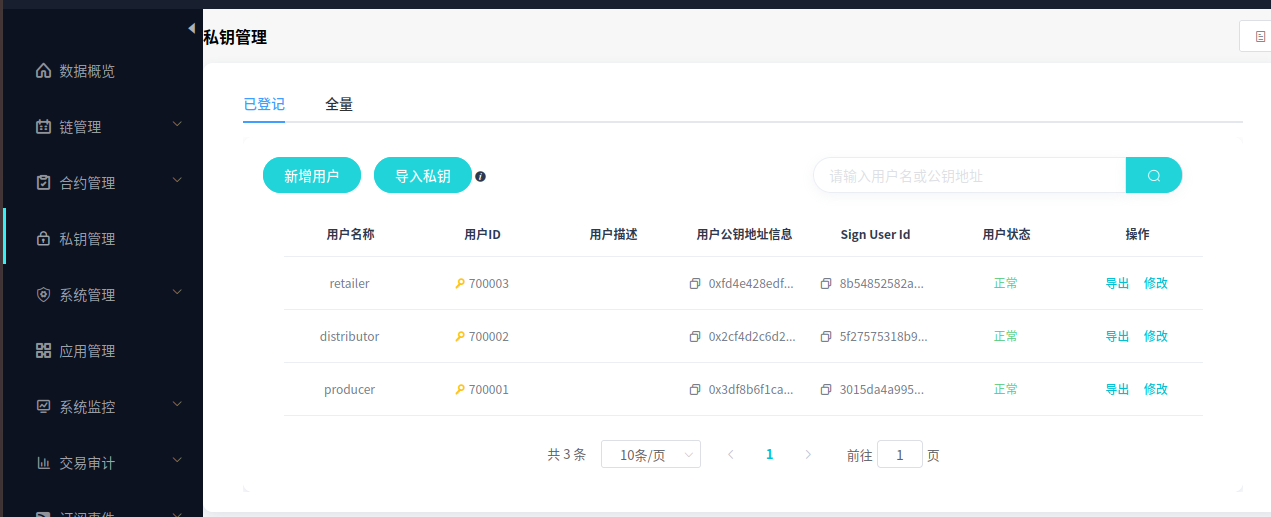 私钥管理
数据概览
链管理
合约管理
私钥管理
系统管理
应用管理
系统监控
交易审计
订阅事件
已登记 全量
新增用户 导入私钥 请输入用户名或公钥地址
用户名称 用户ID 用户描述 用户公钥地址信息 Sign User Id 用户状态 操作
retailer 700003 0xfd4e428edf... 8b54852582a... 正常 导出 修改
distributor 700002 0x2cf4d2c6d2... 5f27575318b9... 正常 导出 修改
producer 700001 0x3df8b6f1ca... 3015da4a995... 正常 导出 修改
共 3 条 10条/页 1 前往 1 页